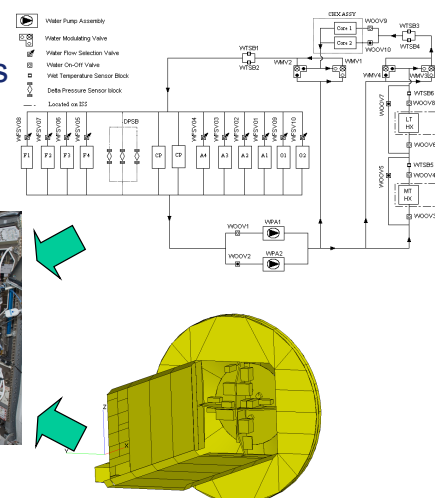 Water Pump Assembly
Water Modulating Valve
Water Flow Selection Valve
Water On-Off Valve
Wet Temperature Sensor Block
Delta Pressure Sensor block
Located on ISS
s
CHX ASSY
Core 1
Core 2
WOOV9
WOOV10
WTSB3
WTSB4
WTSB1
WTSB2
WMV2
WMV1
WMV4
WMV3
WTSB6
WOOV8
WOOV7
LT
HX
WOOV6
WTSB5
WOOV4
WOOV5
MT
HX
WOOV3
WFSV08
WFSV07
WFSV06
WFSV05
DPSB
WFSV04
WFSV03
WFSV02
WFSV01
WFSV09
WFSV10
F1
F2
F3
F4
CP
CP
A4
A3
A2
A1
O1
O2
WOOV1
WPA1
WOOV2
WPA2
Z
Y
X